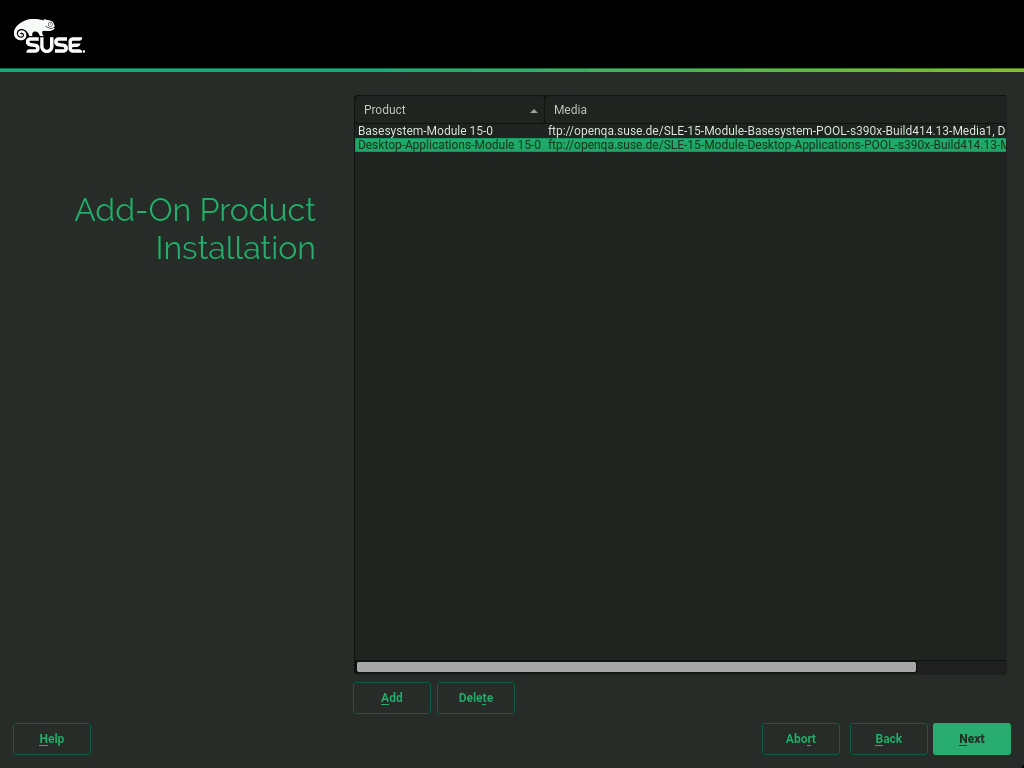 SUSE.
Add-On Product
Installation
Product Media
Basesystem-Module 15-0 ftp://openqa.suse.de/SLE-15-Module-Basesystem-POOL-s390x-Build414.13-Media1, D
Desktop-Applications-Module 15-0 ftp://openqa.suse.de/SLE-15-Module-Desktop-Applications-POOL-s390x-Build414.13-M
Add Delete
Help Abort Back Next